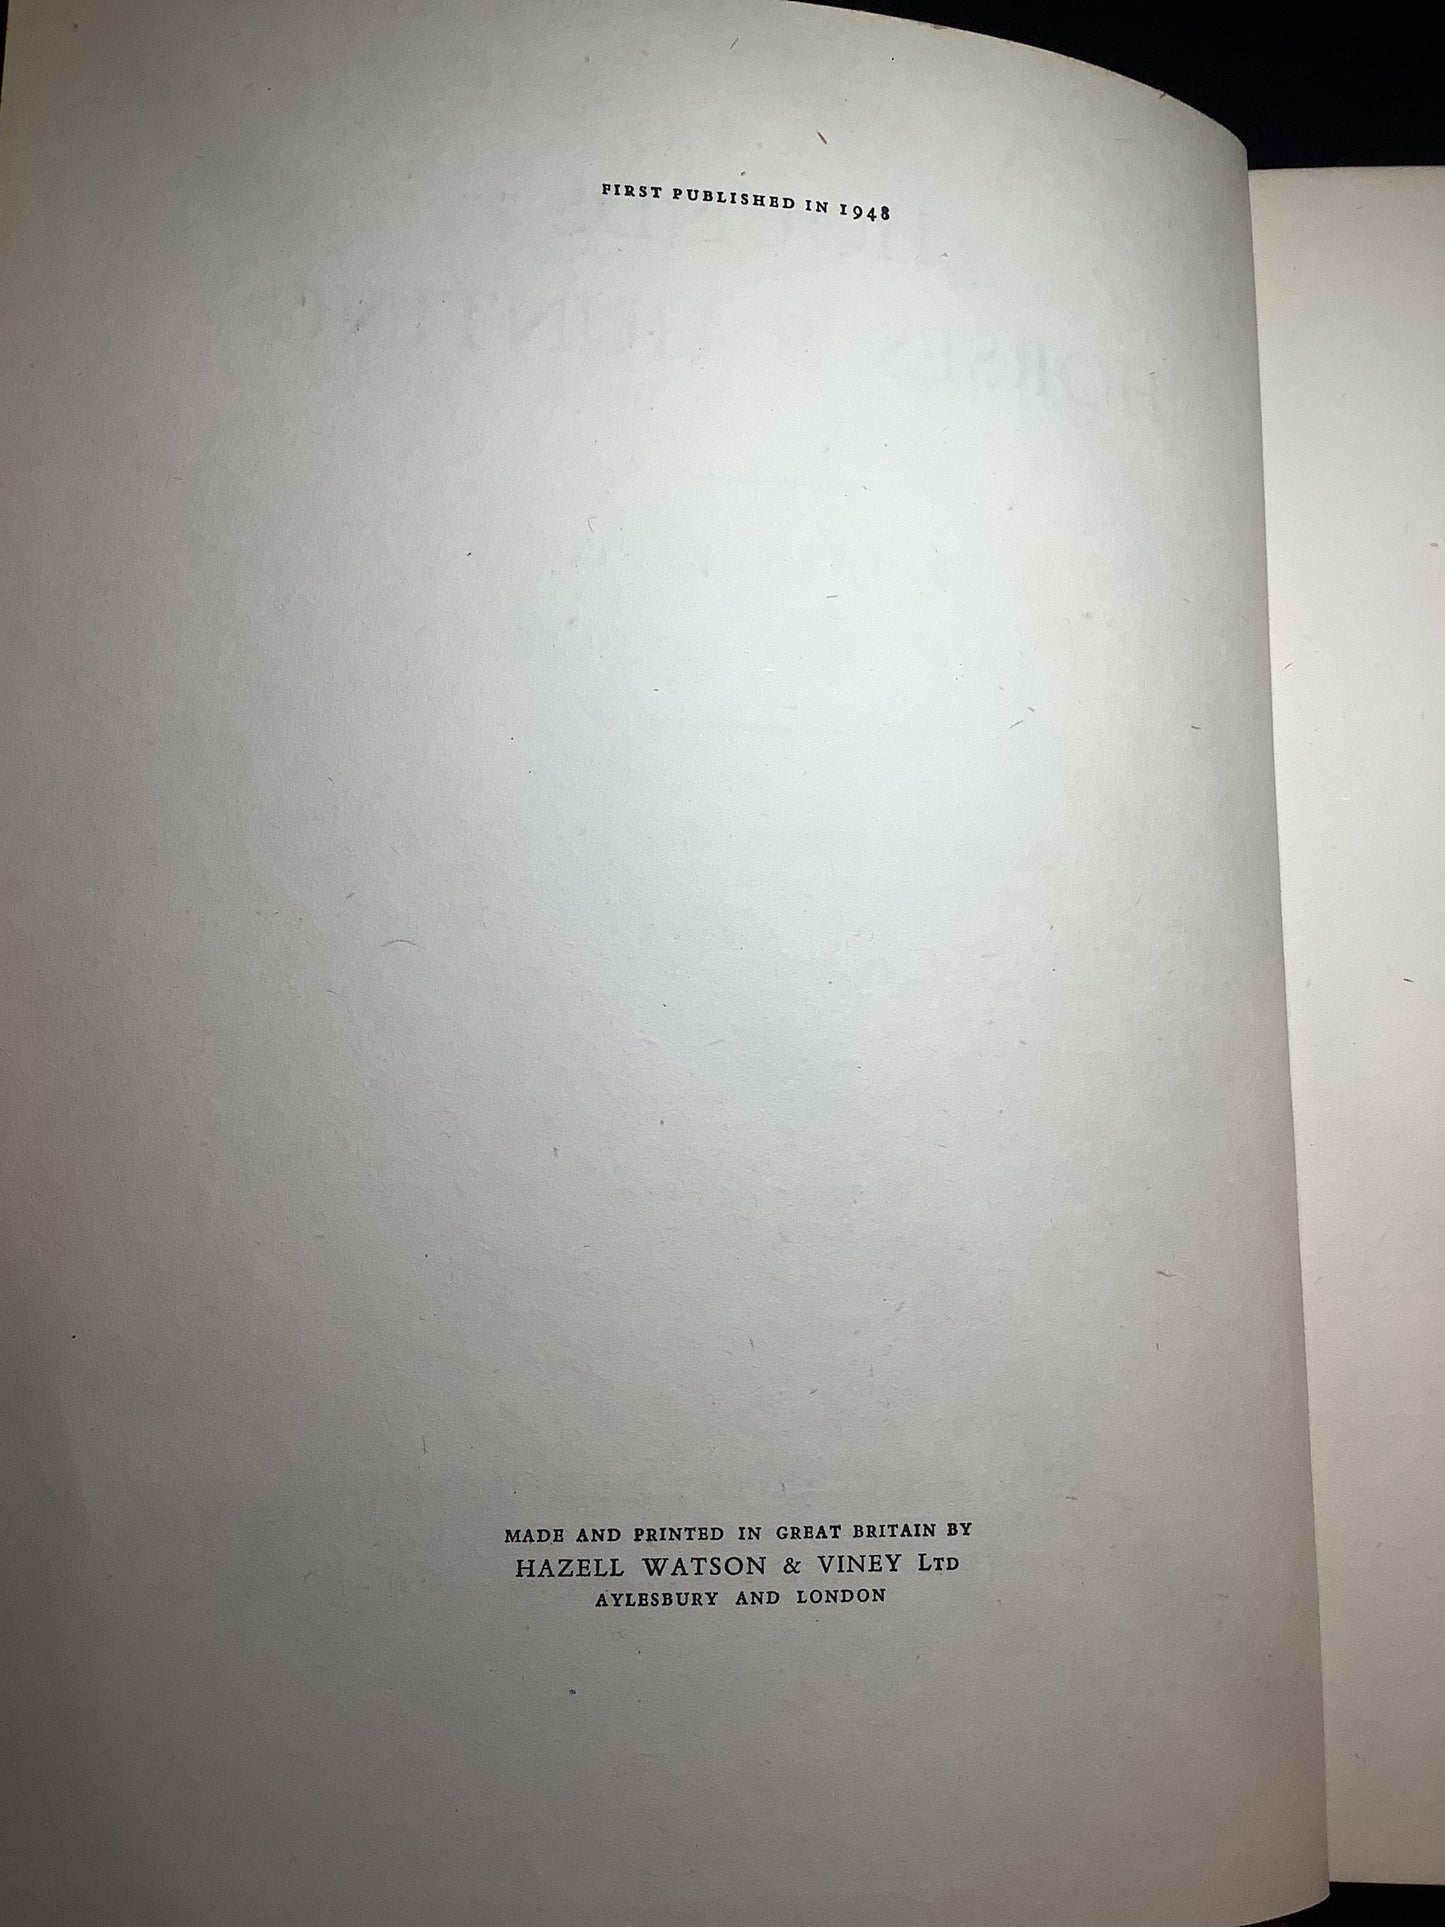 FIRST PUBLISHED IN 1948
MADE AND PRINTED IN GREAT BRITAIN BY
HAZELL WATSON & VINEY LTD
AYLESBURY AND LONDON